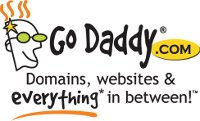 Go Daddy®.COM
Domains, websites &
everything* in between!™